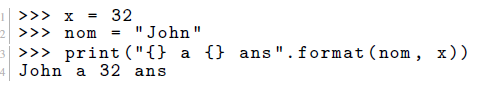 1 >>> x = 32
2 >>> nom = "John"
3 >>> print("{} a {} ans".format(nom, x))
4 John a 32 ans